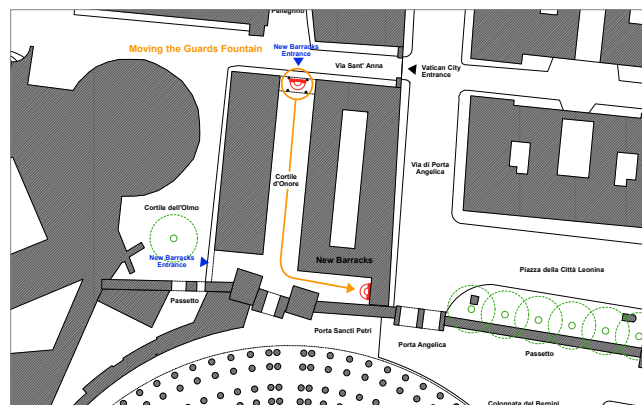 Pellegrino
Moving the Guards Fountain
New Barracks
Entrance
Via Sant' Anna
Vatican City
Entrance
Via di Porta
Angelica
Cortile
d'Onore
Cortile dell'Olmo
New Barracks
Entrance
New Barracks
Piazza della Città Leonina
Passetto
Porta Sancti Petri
Porta Angelica
Passetto
Colonnata del Bernini